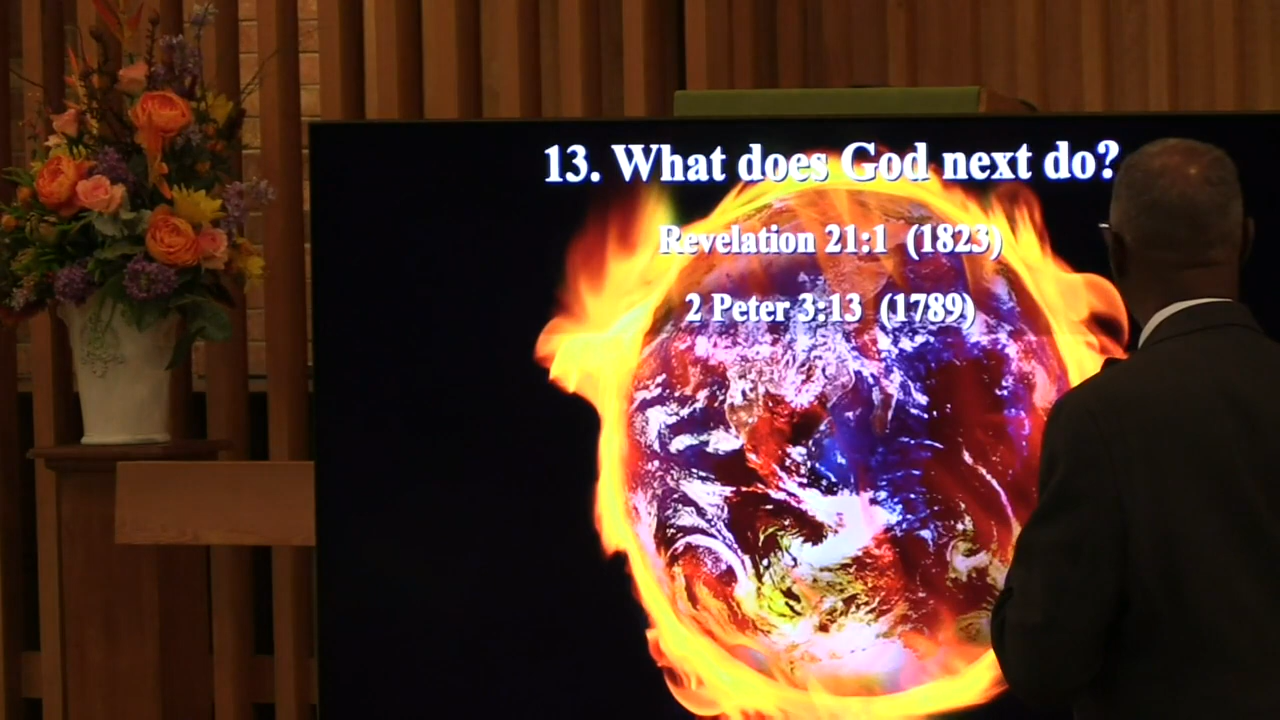 13. What does God next do?
Revelation 21:1 (1823)
2 Peter 3:13 (1789)